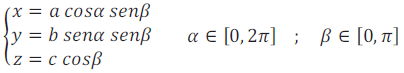 x = a cosα senβ
y = b senα senβ α ∈ [0, 2π] ; β ∈ [0, π]
z = c cosβ